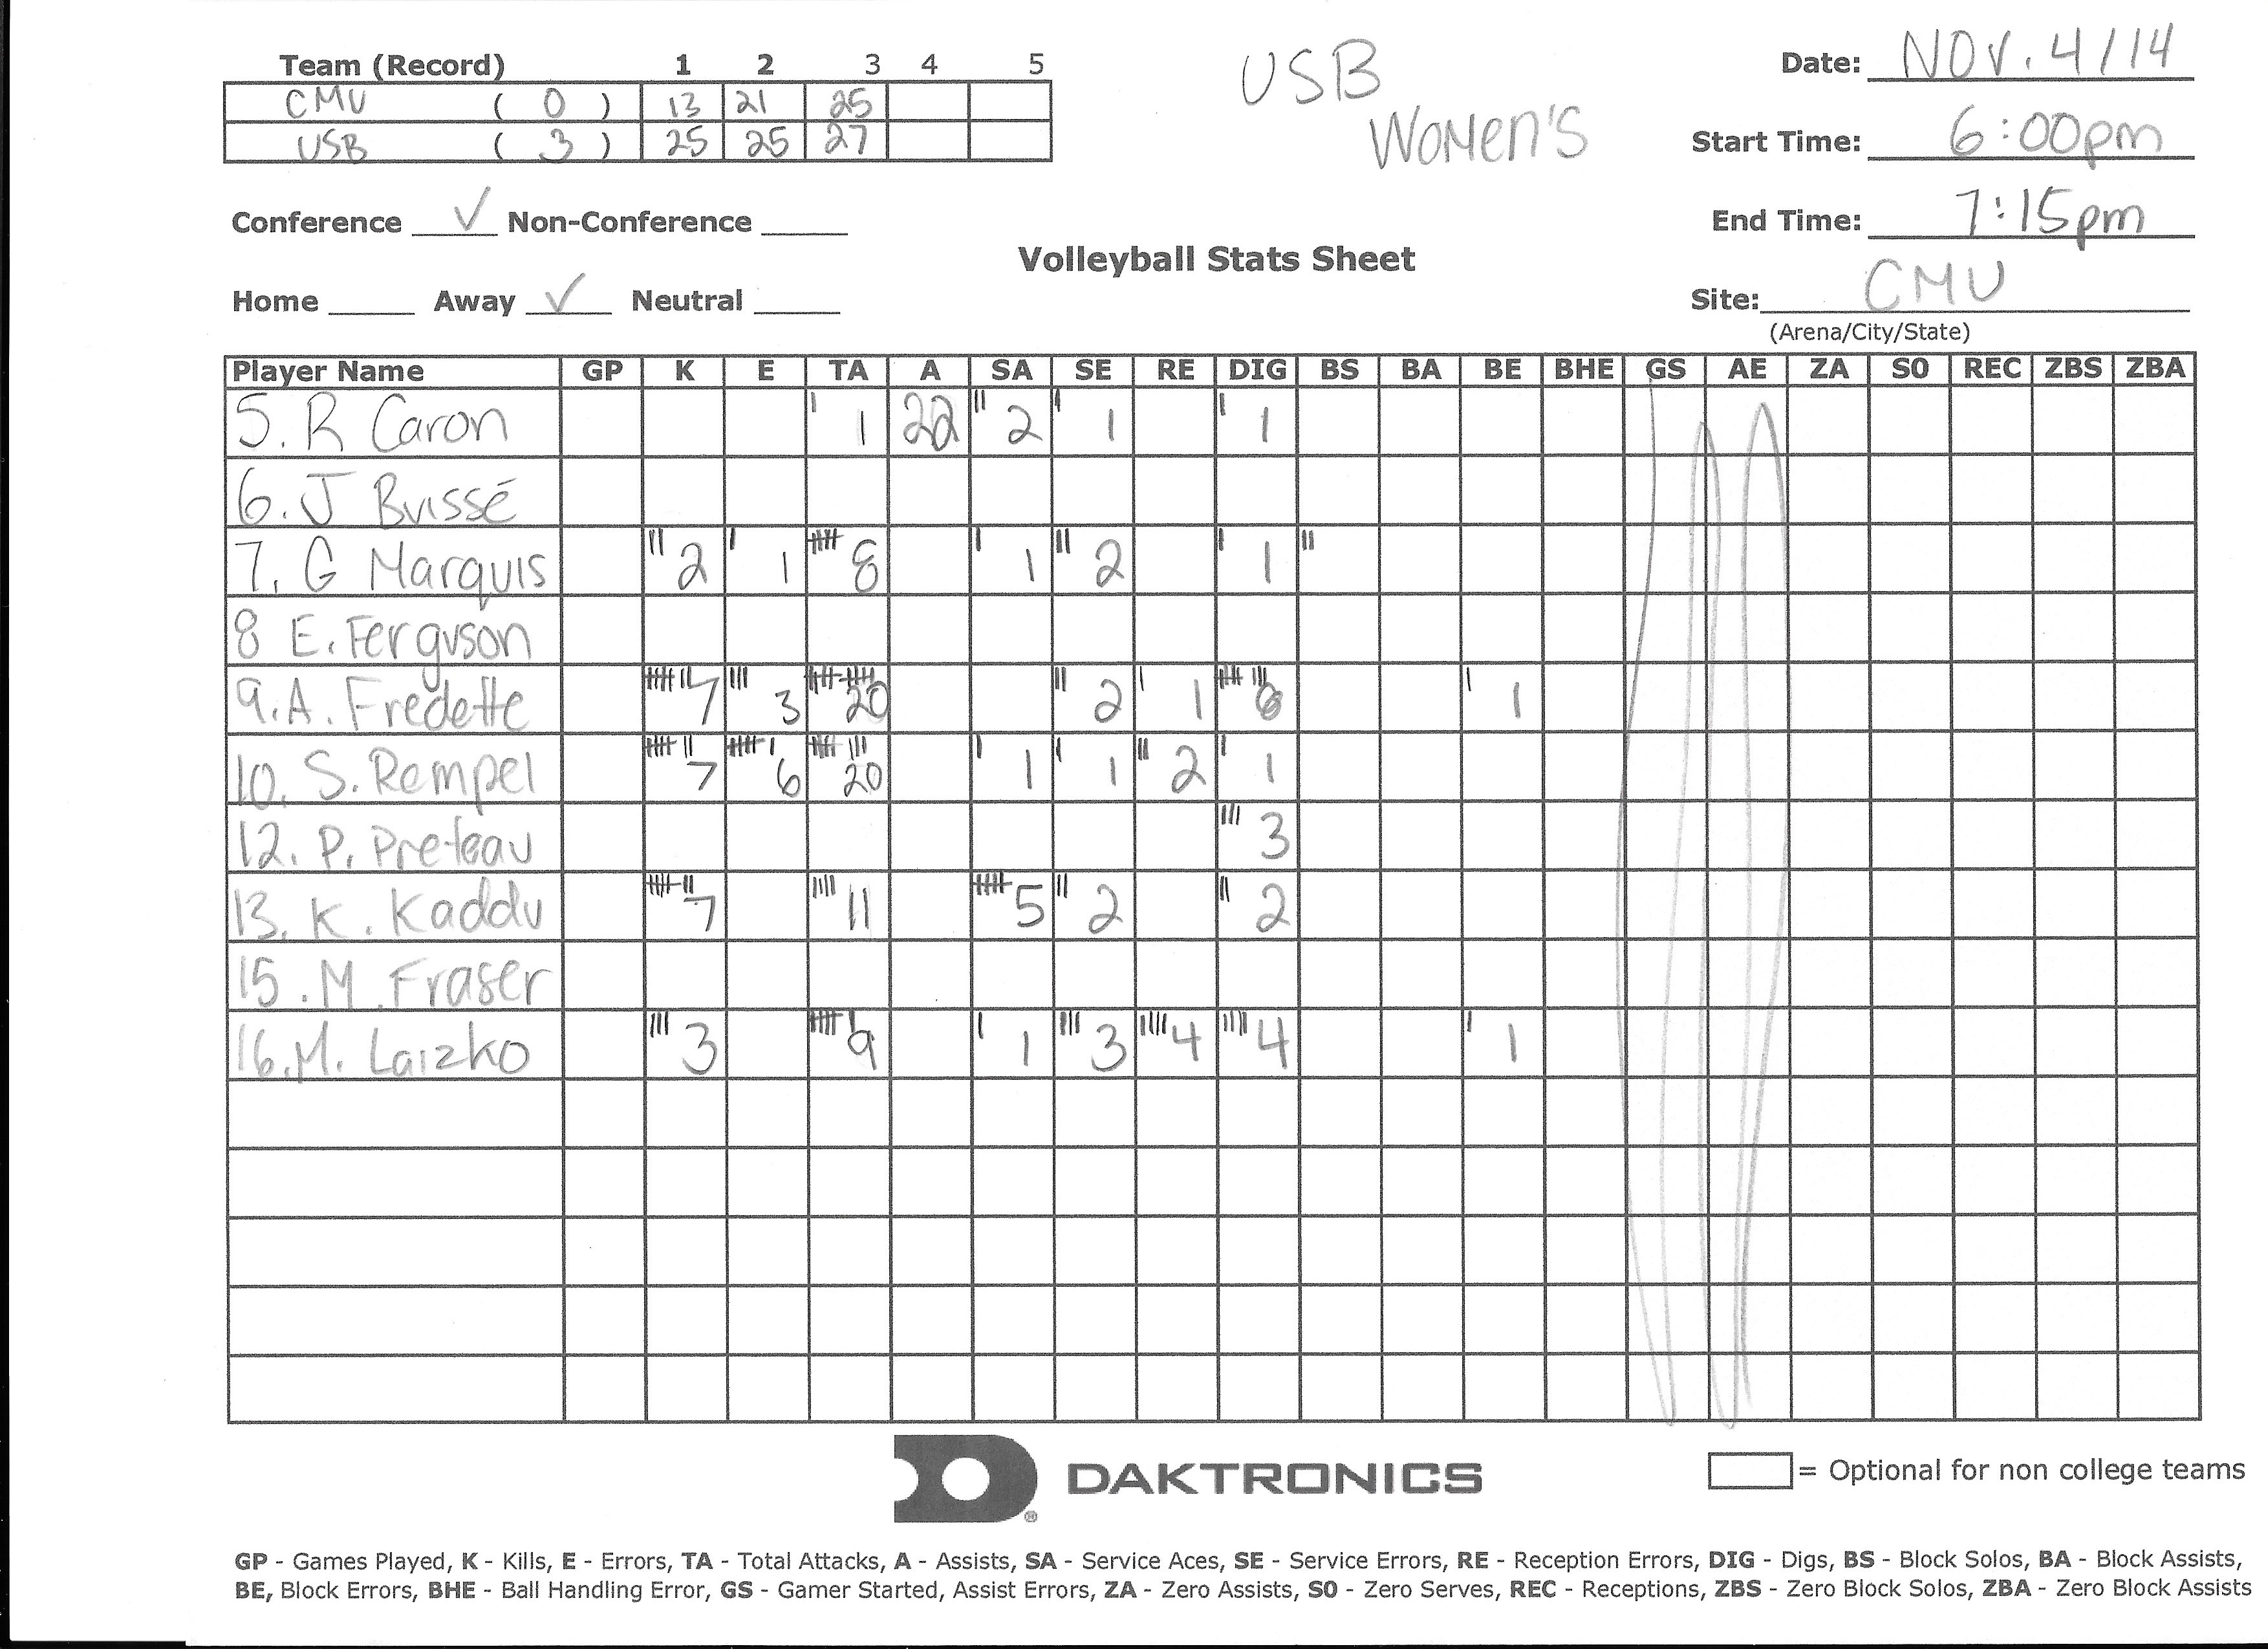 Team (Record) 1 2 3 4 5
CMU ( 0 ) 13 21 25
USB ( 3 ) 25 25 27
USB
Women's
Date: NOV. 4/14
Start Time: 6:00pm
End Time: 7:15pm
Site: CMU
(Arena/City/State)
Conference ✓ Non-Conference
Volleyball Stats Sheet
Home Away ✓ Neutral
Player Name GP K E TA A SA SE RE DIG BS BA BE BHE GS AE ZA S0 REC ZBS ZBA
5. R Caron 1 22 2 1 1
6. J Buissé
7. G Marquis 2 1 8 1 2 1
8 E. Ferguson
9. A. Fredette 7 3 20 2 1 1
10. S. Rempel 7 6 20 1 1 2 1
12. P. Preteau 3
13. K. Kaddu 7 11 5 2 2
15. M. Fraser
16. M. Laizko 3 9 1 3 4 4 1
DAKTRONICS
= Optional for non college teams
GP - Games Played, K - Kills, E - Errors, TA - Total Attacks, A - Assists, SA - Service Aces, SE - Service Errors, RE - Reception Errors, DIG - Digs, BS - Block Solos, BA - Block Assists,
BE, Block Errors, BHE - Ball Handling Error, GS - Gamer Started, Assist Errors, ZA - Zero Assists, S0 - Zero Serves, REC - Receptions, ZBS - Zero Block Solos, ZBA - Zero Block Assists